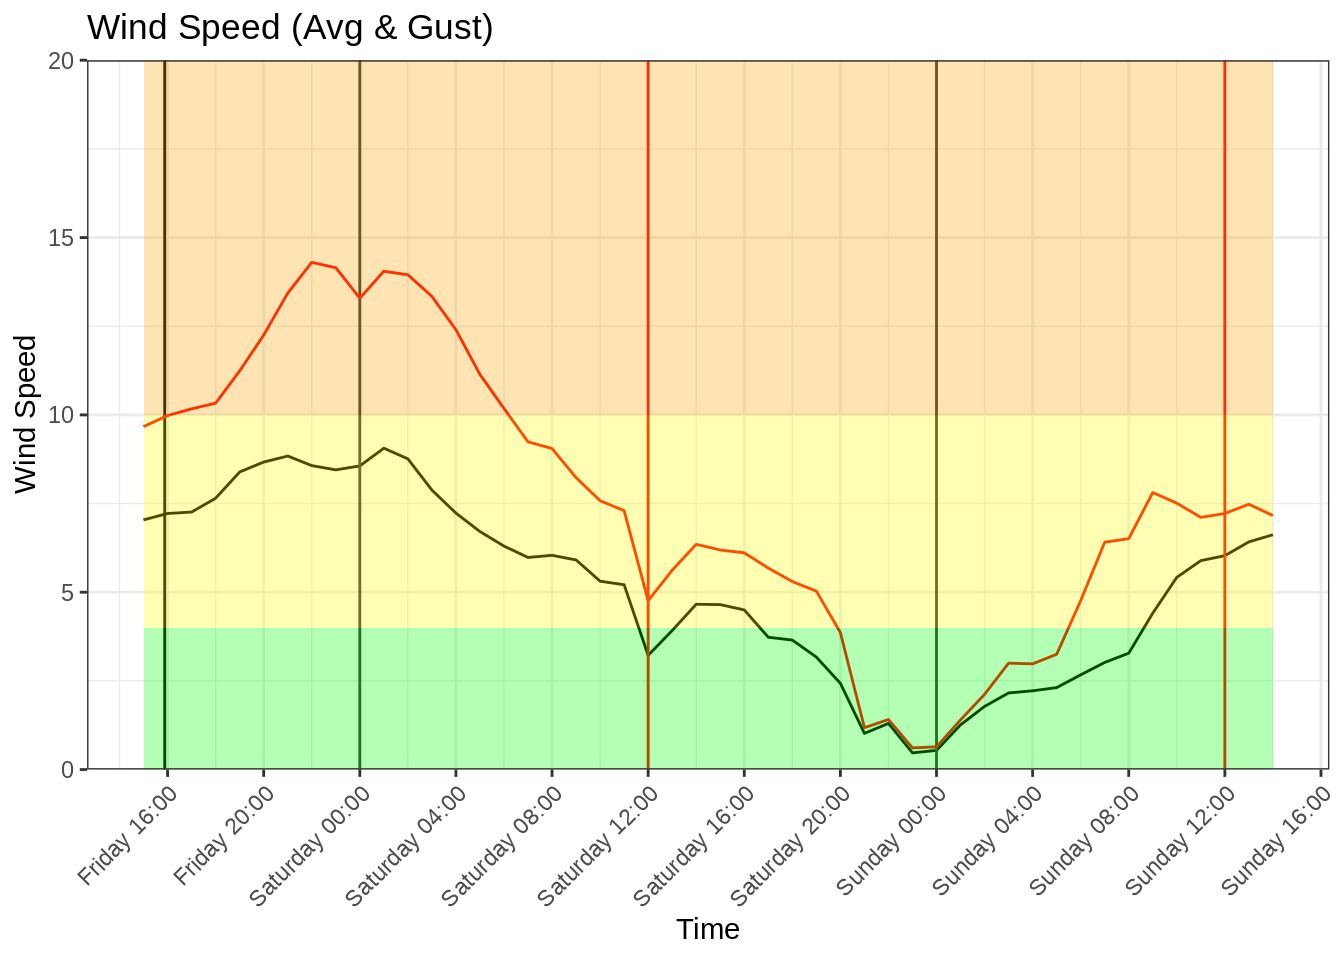 Wind Speed (Avg & Gust)
20
15
10
5
0
Wind Speed
Friday 16:00
Friday 20:00
Saturday 00:00
Saturday 04:00
Saturday 08:00
Saturday 12:00
Saturday 16:00
Saturday 20:00
Sunday 00:00
Sunday 04:00
Sunday 08:00
Sunday 12:00
Sunday 16:00
Time